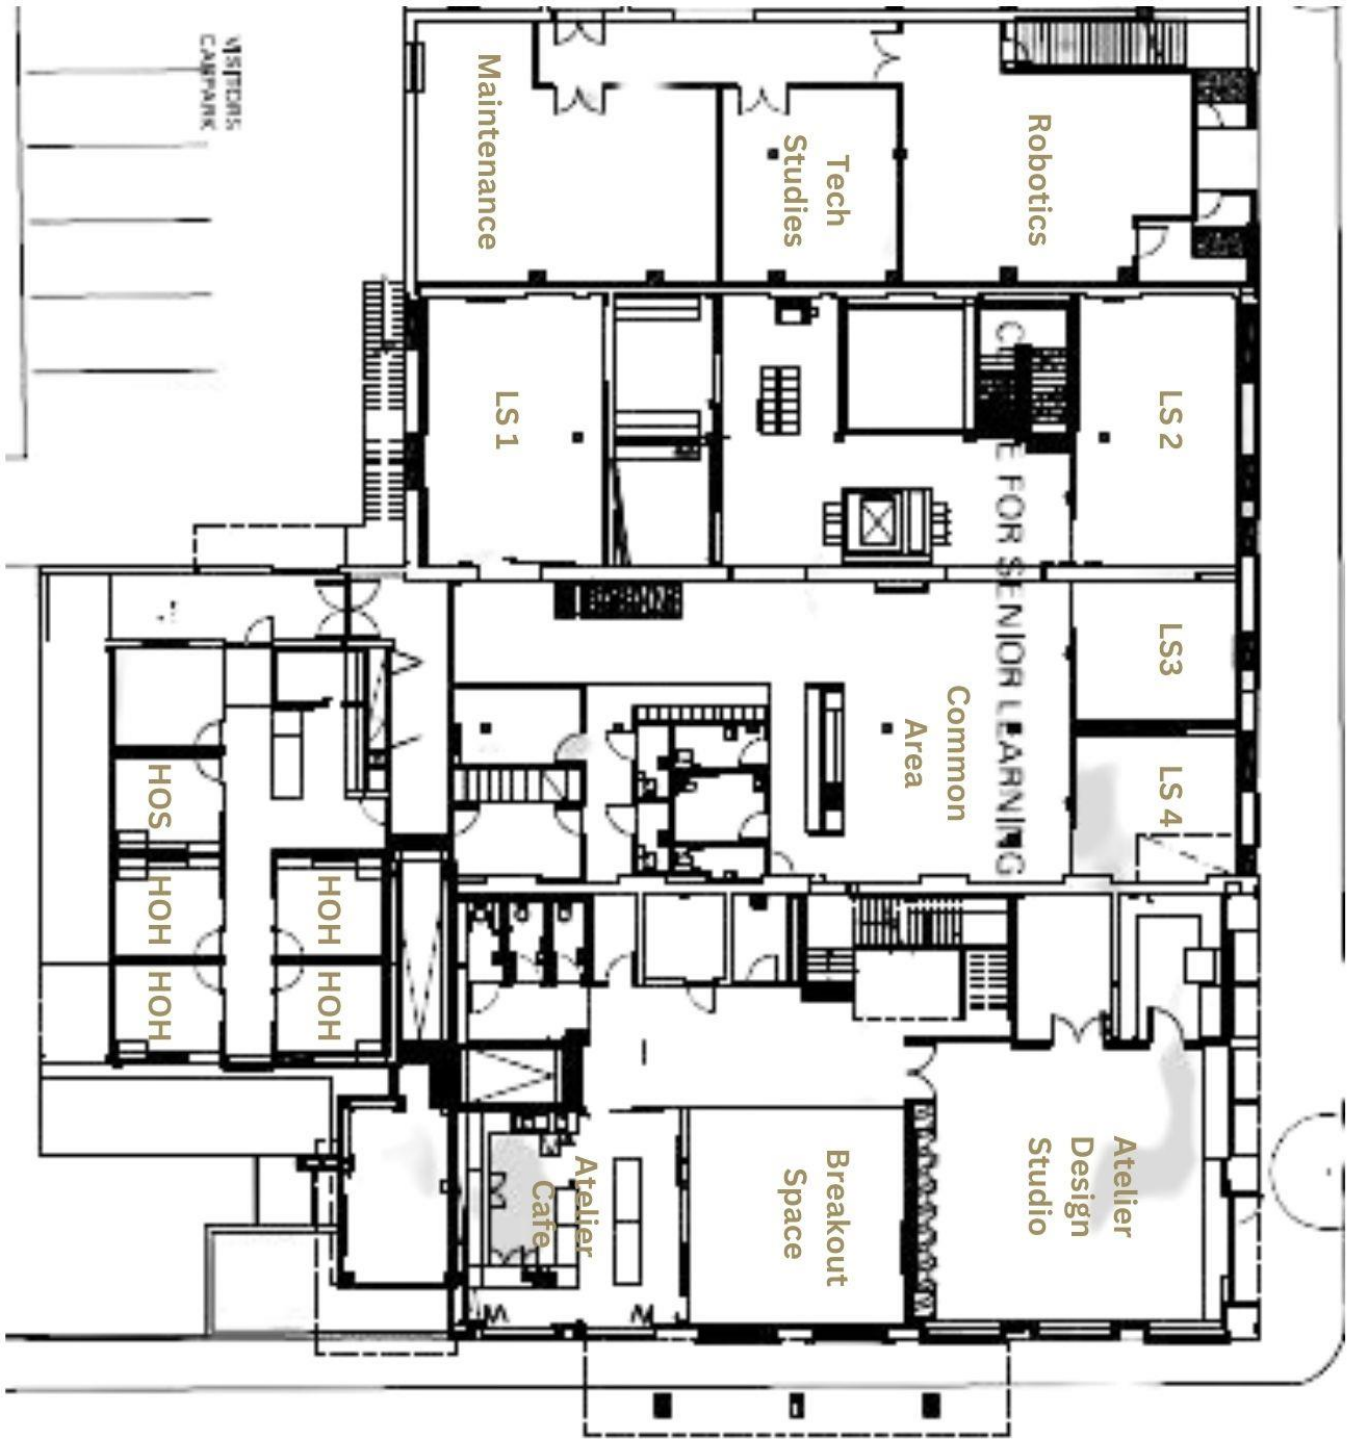 VISITORS
CARPARK
Maintenance
Tech
Studies
Robotics
LS 1
LS 2
FOR SENIOR LEARNING
LS3
Common
Area
LS 4
HOS
HOH
HOH
HOH
HOH
Atelier
Cafe
Breakout
Space
Atelier
Design
Studio